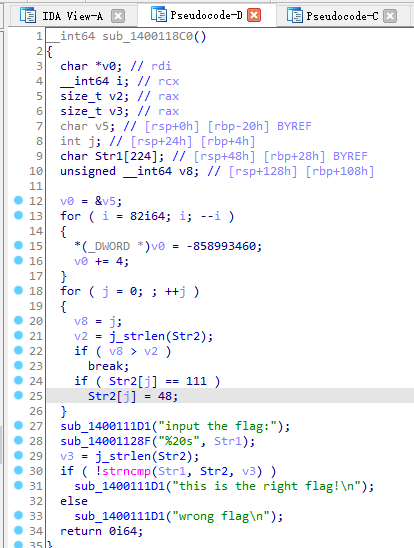 IDA View-A Pseudocode-D Pseudocode-C
1 __int64 sub_1400118C0()
2 {
3 char *v0; // rdi
4 __int64 i; // rcx
5 size_t v2; // rax
6 size_t v3; // rax
7 char v5; // [rsp+0h] [rbp-20h] BYREF
8 int j; // [rsp+24h] [rbp+4h]
9 char Str1[224]; // [rsp+48h] [rbp+28h] BYREF
10 unsigned __int64 v8; // [rsp+128h] [rbp+108h]
11
12 v0 = &v5;
13 for ( i = 82i64; i; --i )
14 {
15 *(_DWORD *)v0 = -858993460;
16 v0 += 4;
17 }
18 for ( j = 0; ; ++j )
19 {
20 v8 = j;
21 v2 = j_strlen(Str2);
22 if ( v8 > v2 )
23 break;
24 if ( Str2[j] == 111 )
25 Str2[j] = 48;
26 }
27 sub_1400111D1("input the flag:");
28 sub_14001128F("%20s", Str1);
29 v3 = j_strlen(Str2);
30 if ( !strncmp(Str1, Str2, v3) )
31 sub_1400111D1("this is the right flag!\n");
32 else
33 sub_1400111D1("wrong flag\n");
34 return 0i64;
35 }